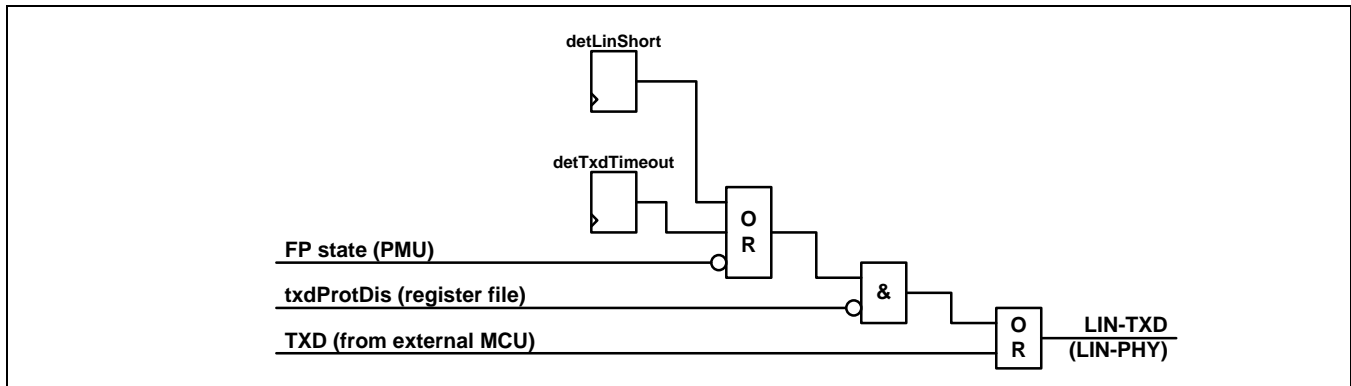 detLinShort
detTxdTimeout
O
R
FP state (PMU)
txdProtDis (register file)
&
TXD (from external MCU)
O
R
LIN-TXD
(LIN-PHY)